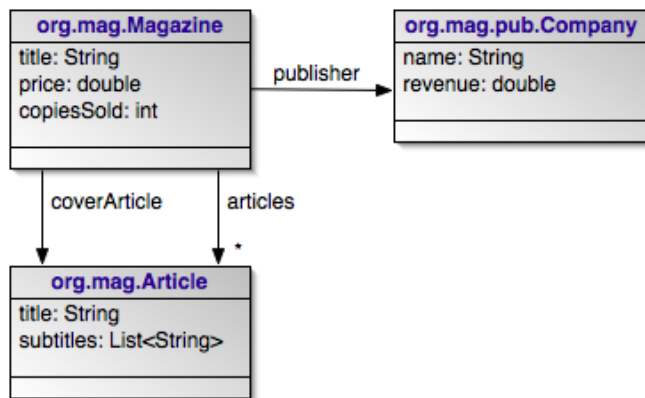 org.mag.Magazine
title: String
price: double
copiesSold: int
publisher
org.mag.pub.Company
name: String
revenue: double
coverArticle
articles
*
org.mag.Article
title: String
subtitles: List<String>